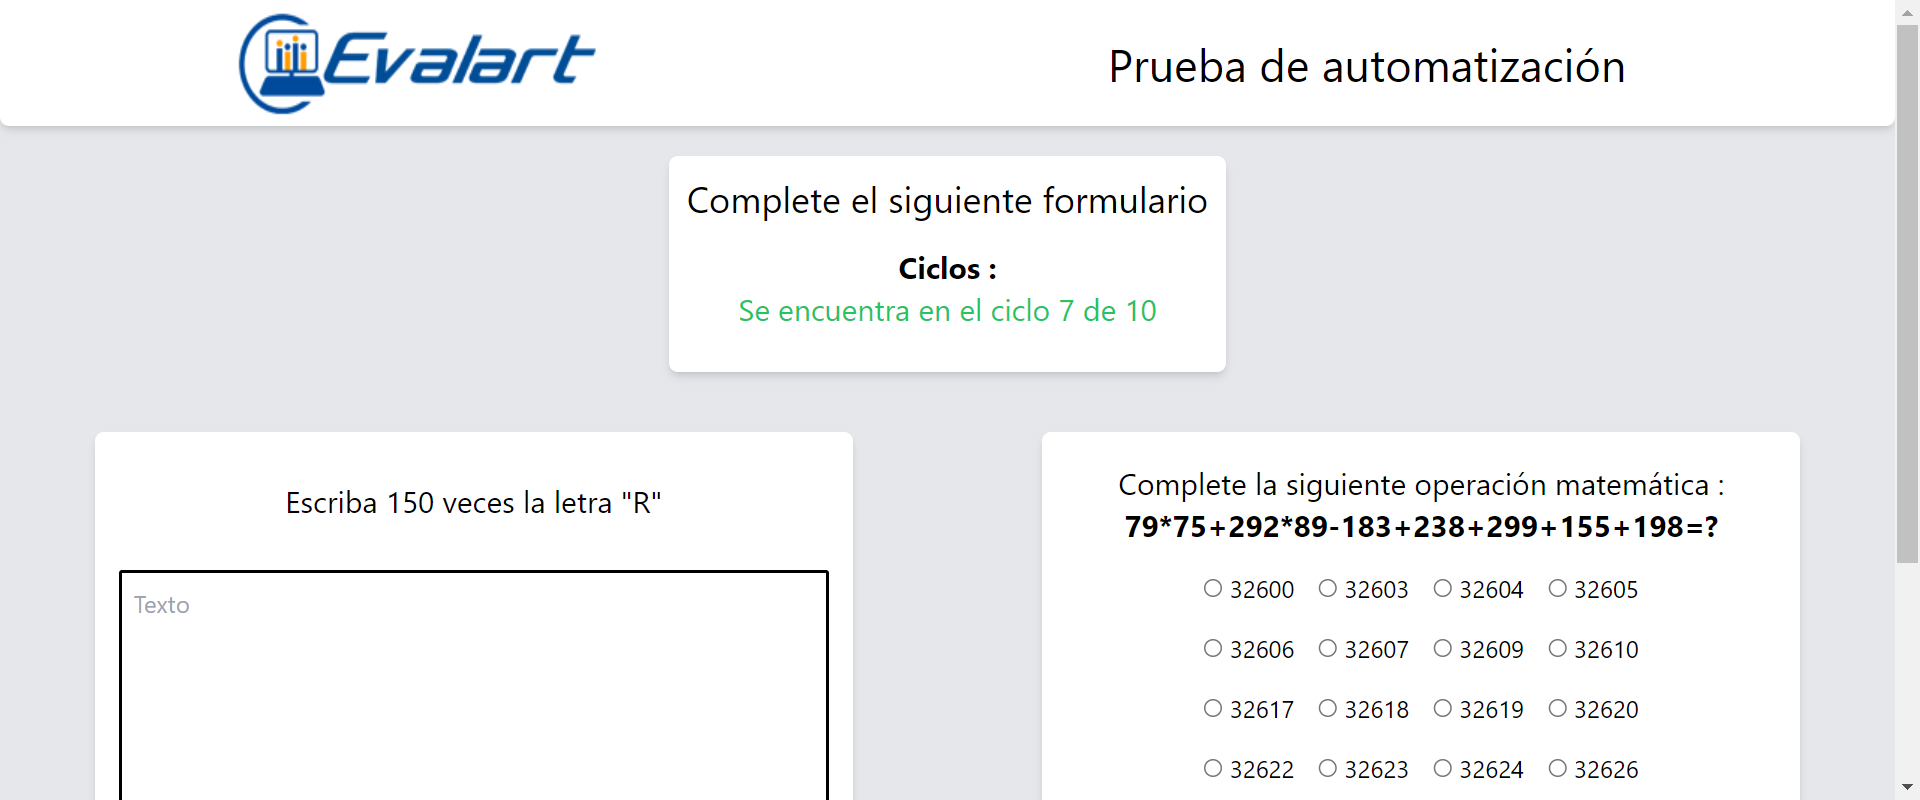 Evalart
Prueba de automatización
Complete el siguiente formulario
Ciclos :
Se encuentra en el ciclo 7 de 10
Escriba 150 veces la letra "R"
Texto
Complete la siguiente operación matemática :
79*75+292*89-183+238+299+155+198=?
32600 32603 32604 32605
32606 32607 32609 32610
32617 32618 32619 32620
32622 32623 32624 32626